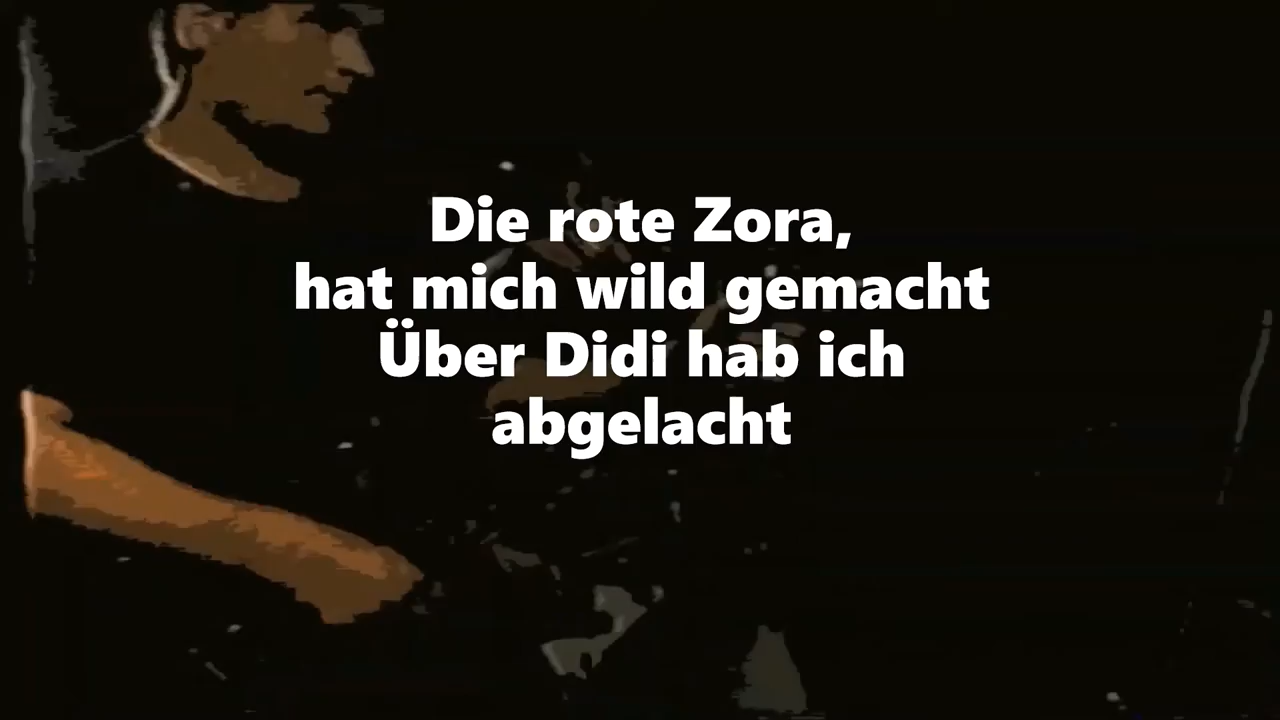 Die rote Zora,
hat mich wild gemacht
Über Didi hab ich
abgelacht